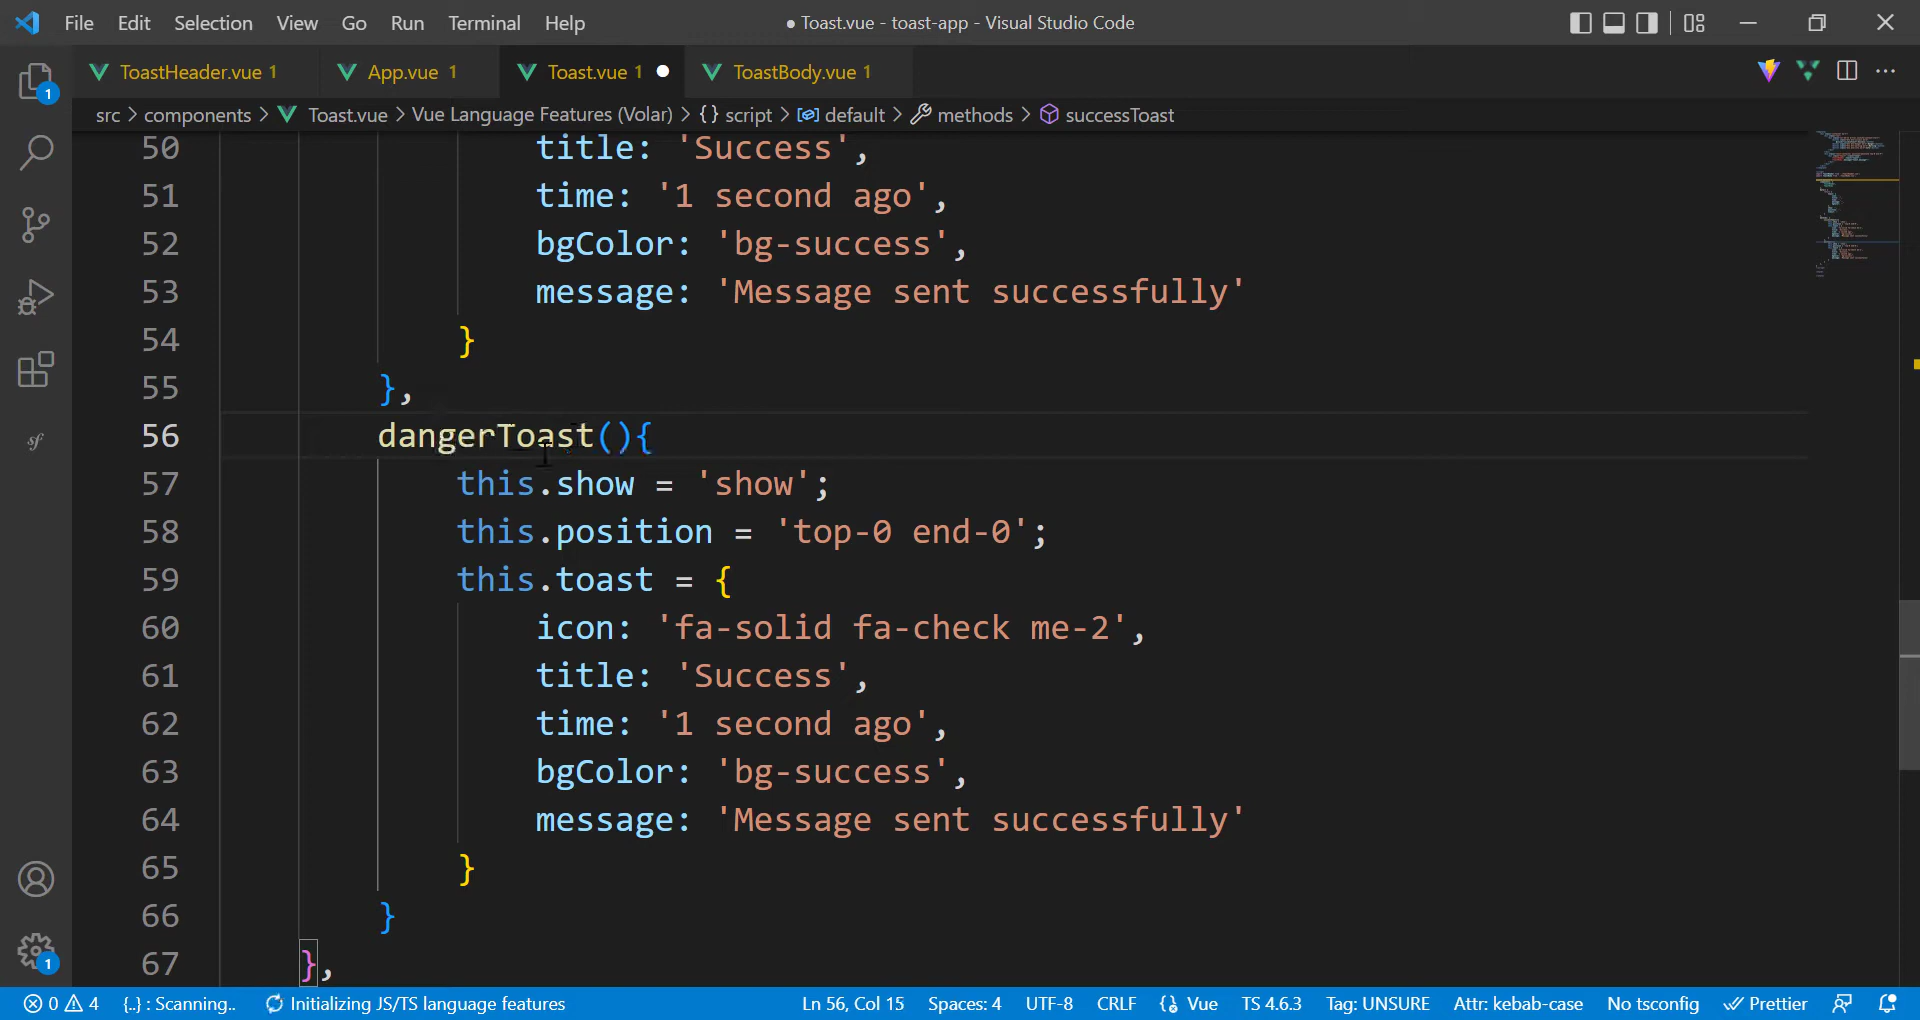 File Edit Selection View Go Run Terminal Help ● Toast.vue - toast-app - Visual Studio Code
ToastHeader.vue 1 App.vue 1 Toast.vue 1 ● ToastBody.vue 1 ...
src > components > Toast.vue > Vue Language Features (Volar) > {} script > default > methods > successToast
50 title: 'Success',
51 time: '1 second ago',
52 bgColor: 'bg-success',
53 message: 'Message sent successfully'
54 }
55 },
56 dangerToast(){
57 this.show = 'show';
58 this.position = 'top-0 end-0';
59 this.toast = {
60 icon: 'fa-solid fa-check me-2',
61 title: 'Success',
62 time: '1 second ago',
63 bgColor: 'bg-success',
64 message: 'Message sent successfully'
65 }
66 }
67 },
1
sf
1
0 4 {..} : Scanning.. Initializing JS/TS language features Ln 56, Col 15 Spaces: 4 UTF-8 CRLF {} Vue TS 4.6.3 Tag: UNSURE Attr: kebab-case No tsconfig Prettier